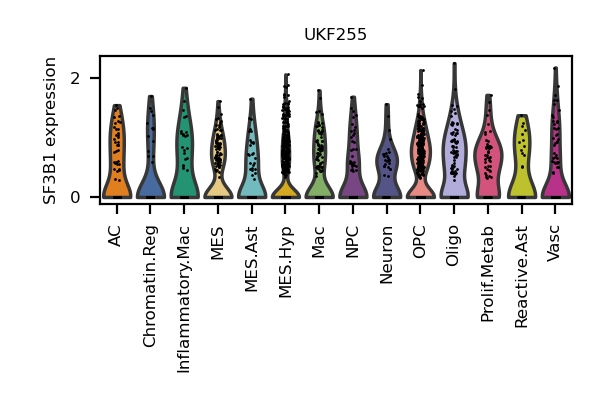 UKF255
SF3B1 expression
2
0
AC
Chromatin.Reg
Inflammatory.Mac
MES
MES.Ast
MES.Hyp
Mac
NPC
Neuron
OPC
Oligo
Prolif.Metab
Reactive.Ast
Vasc